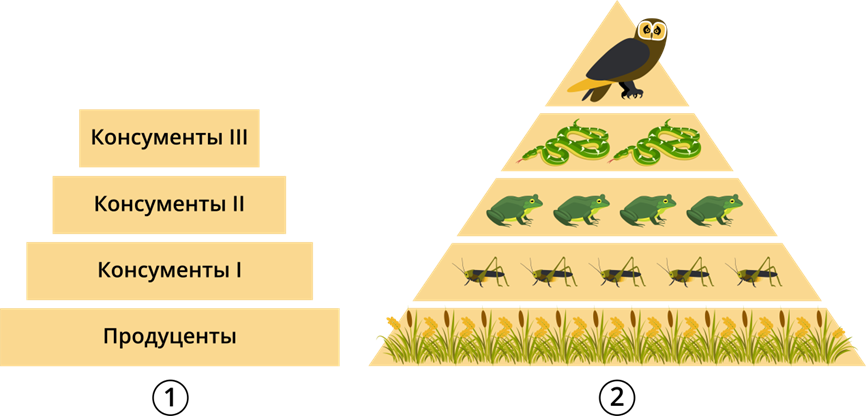 Консументы III
Консументы II
Консументы I
Продуценты
1
2